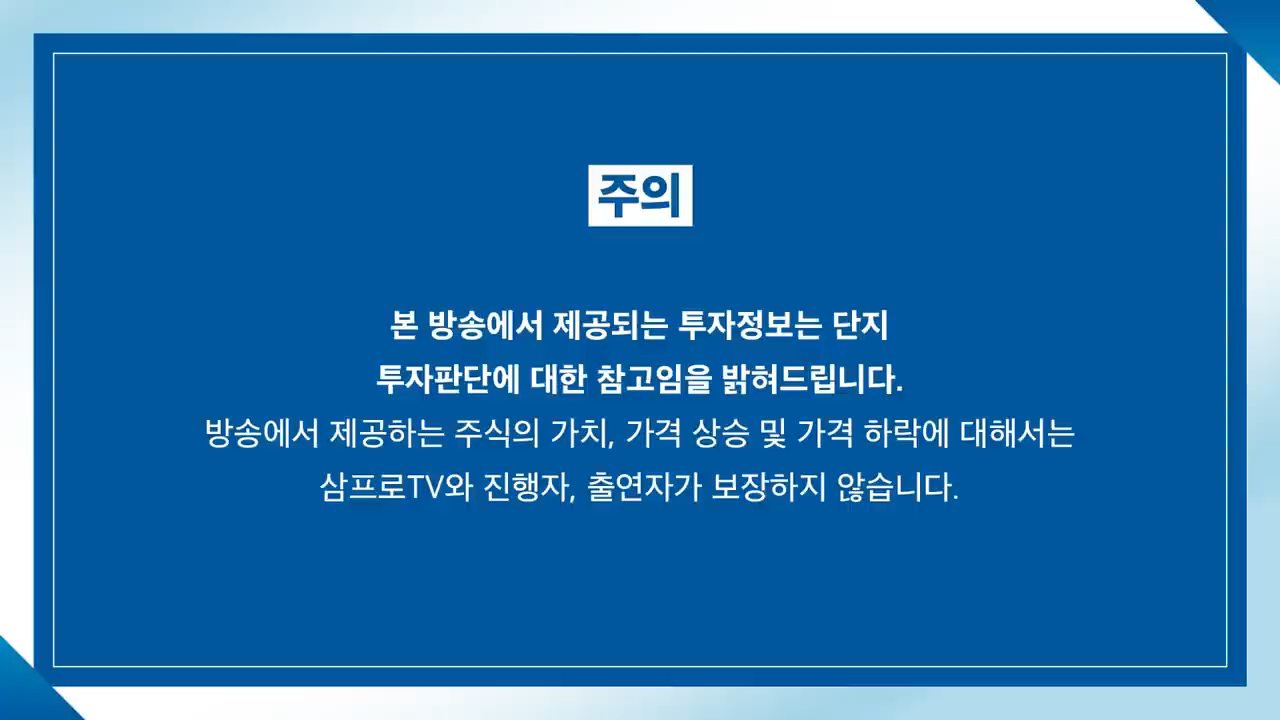 주의
본 방송에서 제공되는 투자정보는 단지
투자판단에 대한 참고임을 밝혀드립니다.
방송에서 제공하는 주식의 가치, 가격 상승 및 가격 하락에 대해서는
삼프로TV와 진행자, 출연자가 보장하지 않습니다.